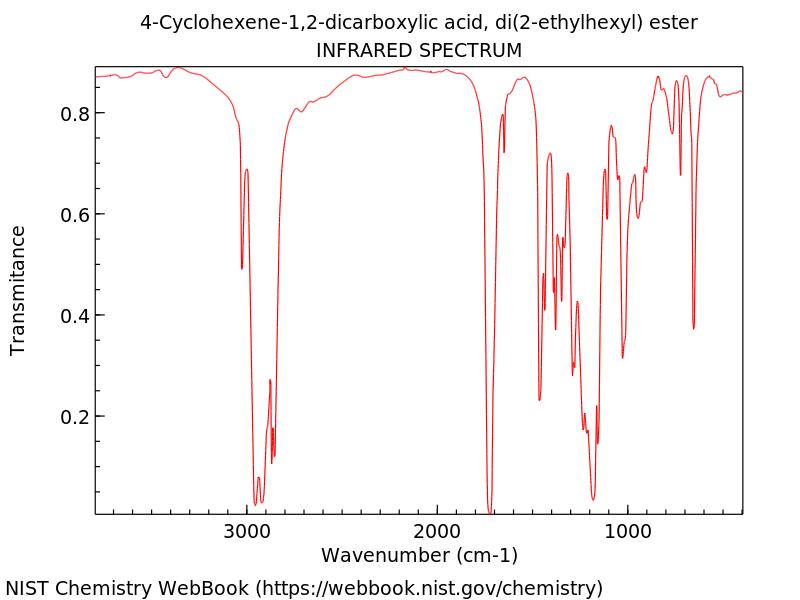 4-Cyclohexene-1,2-dicarboxylic acid, di(2-ethylhexyl) ester
INFRARED SPECTRUM
0.8
0.6
0.4
0.2
Transmitance
3000 2000 1000
Wavenumber (cm-1)
NIST Chemistry WebBook (https://webbook.nist.gov/chemistry)